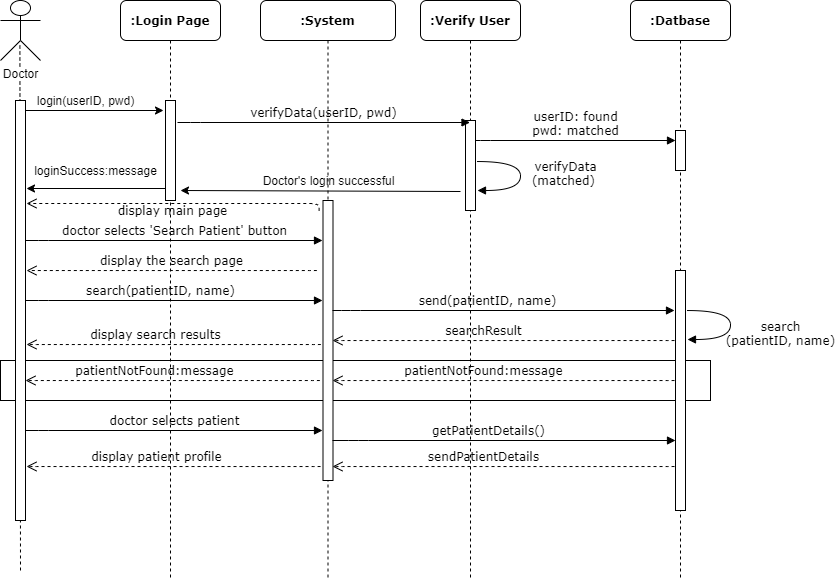 :Login Page
:System
:Verify User
:Datbase
Doctor
login(userID, pwd)
verifyData(userID, pwd)
userID: found
pwd: matched
loginSuccess:message
Doctor's login successful
verifyData
(matched)
display main page
doctor selects 'Search Patient' button
display the search page
search(patientID, name)
send(patientID, name)
search
(patientID, name)
display search results
searchResult
patientNotFound:message
patientNotFound:message
doctor selects patient
getPatientDetails()
display patient profile
sendPatientDetails